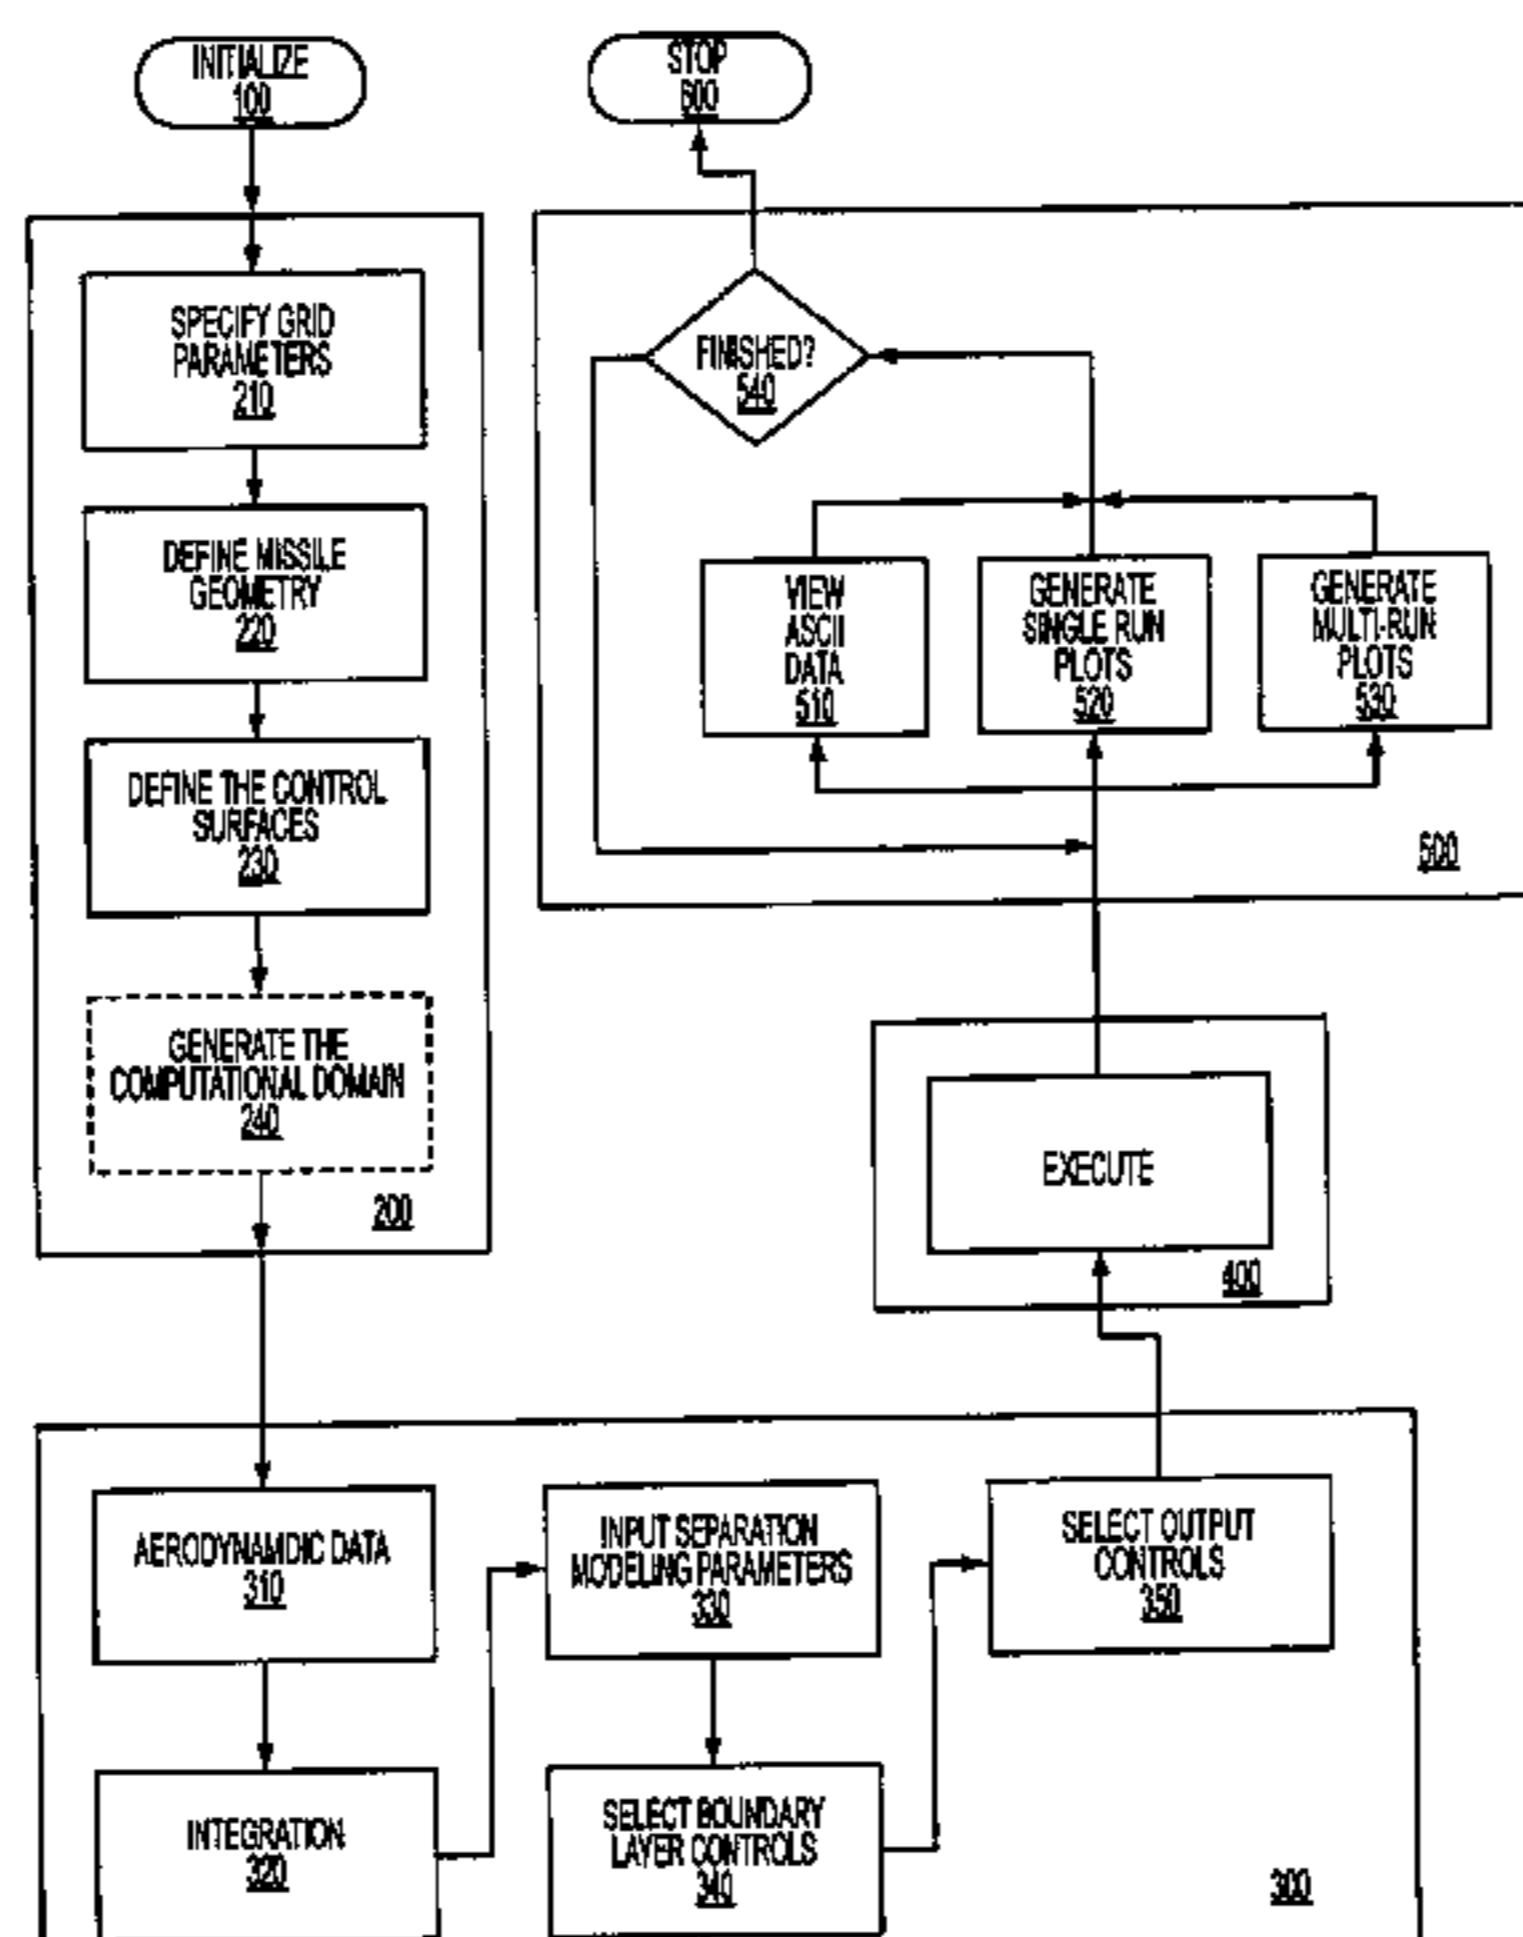 INITIALIZE
100
SPECIFY GRID
PARAMETERS
210
DEFINE MISSILE
GEOMETRY
220
DEFINE THE CONTROL
SURFACES
230
GENERATE THE
COMPUTATIONAL DOMAIN
240
200
STOP
600
FINISHED?
540
VIEW
ASCII
DATA
510
GENERATE
SINGLE RUN
PLOTS
520
GENERATE
MULTI-RUN
PLOTS
530
500
EXECUTE
400
AERODYNAMDIC DATA
310
INTEGRATION
320
INPUT SEPARATION
MODELING PARAMETERS
330
SELECT BOUNDARY
LAYER CONTROLS
340
SELECT OUTPUT
CONTROLS
350
300